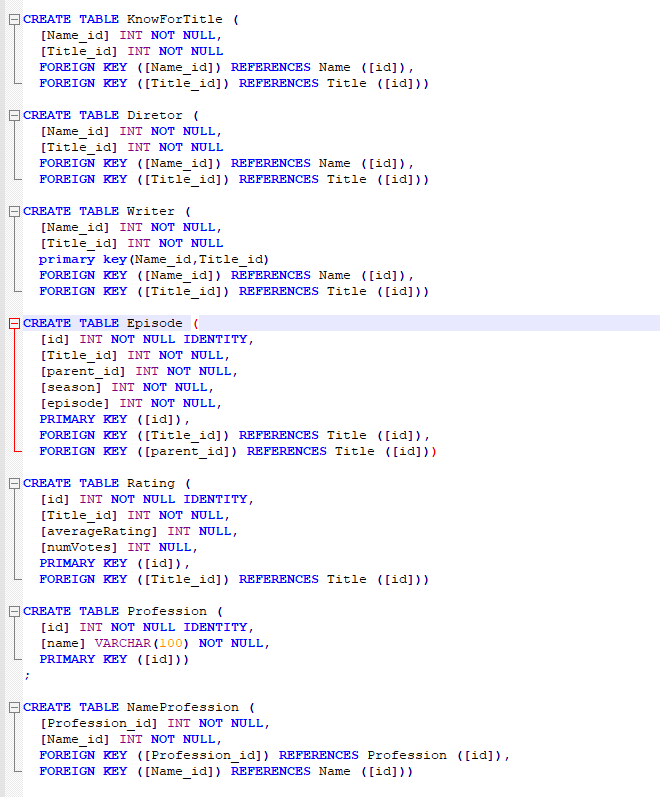 CREATE TABLE KnowForTitle (
[Name_id] INT NOT NULL,
[Title_id] INT NOT NULL
FOREIGN KEY ([Name_id]) REFERENCES Name ([id]),
FOREIGN KEY ([Title_id]) REFERENCES Title ([id]))
CREATE TABLE Diretor (
[Name_id] INT NOT NULL,
[Title_id] INT NOT NULL
FOREIGN KEY ([Name_id]) REFERENCES Name ([id]),
FOREIGN KEY ([Title_id]) REFERENCES Title ([id]))
CREATE TABLE Writer (
[Name_id] INT NOT NULL,
[Title_id] INT NOT NULL
primary key(Name_id,Title_id)
FOREIGN KEY ([Name_id]) REFERENCES Name ([id]),
FOREIGN KEY ([Title_id]) REFERENCES Title ([id]))
CREATE TABLE Episode (
[id] INT NOT NULL IDENTITY,
[Title_id] INT NOT NULL,
[parent_id] INT NOT NULL,
[season] INT NOT NULL,
[episode] INT NOT NULL,
PRIMARY KEY ([id]),
FOREIGN KEY ([Title_id]) REFERENCES Title ([id]),
FOREIGN KEY ([parent_id]) REFERENCES Title ([id]))
CREATE TABLE Rating (
[id] INT NOT NULL IDENTITY,
[Title_id] INT NOT NULL,
[averageRating] INT NULL,
[numVotes] INT NULL,
PRIMARY KEY ([id]),
FOREIGN KEY ([Title_id]) REFERENCES Title ([id]))
CREATE TABLE Profession (
[id] INT NOT NULL IDENTITY,
[name] VARCHAR(100) NOT NULL,
PRIMARY KEY ([id]))
;
CREATE TABLE NameProfession (
[Profession_id] INT NOT NULL,
[Name_id] INT NOT NULL,
FOREIGN KEY ([Profession_id]) REFERENCES Profession ([id]),
FOREIGN KEY ([Name_id]) REFERENCES Name ([id]))